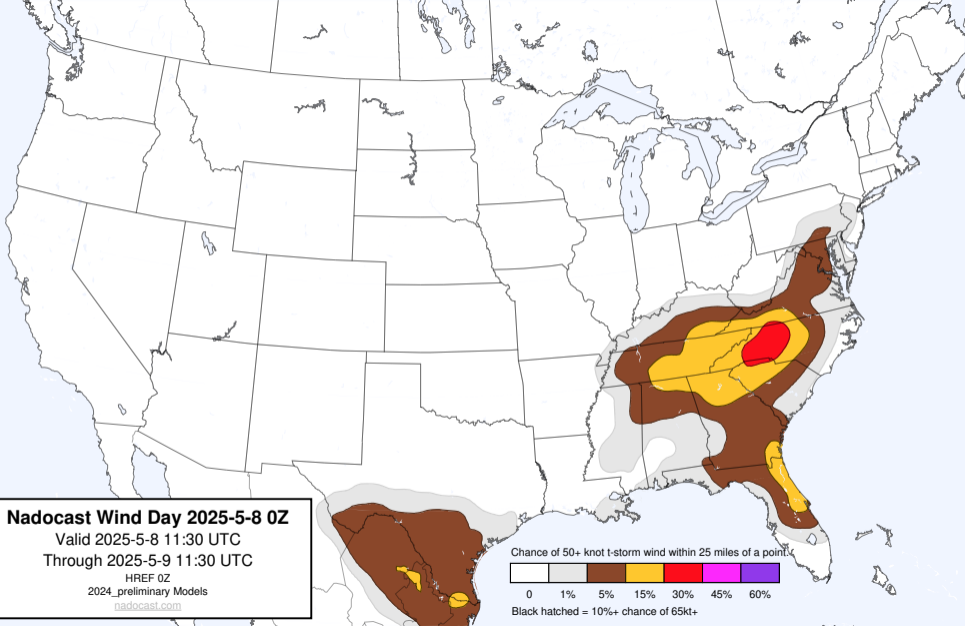 Nadocast Wind Day 2025-5-8 0Z
Valid 2025-5-8 11:30 UTC
Through 2025-5-9 11:30 UTC
HREF 0Z
2024_preliminary Models
nadocast.com
Chance of 50+ knot t-storm wind within 25 miles of a point.
0 1% 5% 15% 30% 45% 60%
Black hatched = 10%+ chance of 65kt+